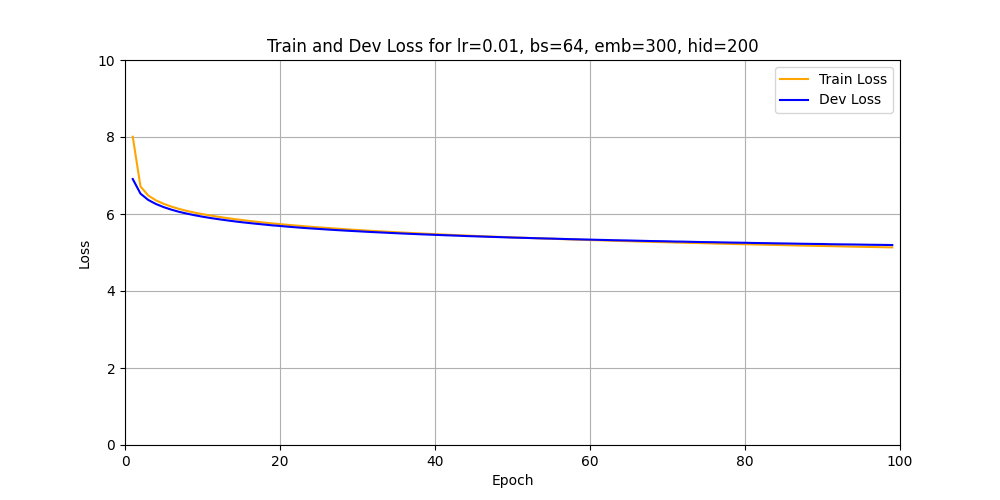 Train and Dev Loss for lr=0.01, bs=64, emb=300, hid=200
Train Loss
Dev Loss
10
8
6
4
2
0
Loss
0 20 40 60 80 100
Epoch